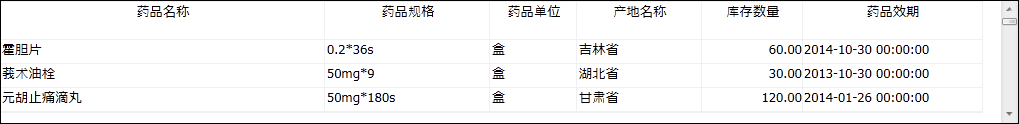 药品名称 药品规格 药品单位 产地名称 库存数量 药品效期
霍胆片 0.2*36s 盒 吉林省 60.00 2014-10-30 00:00:00
莪术油栓 50mg*9 盒 湖北省 30.00 2013-10-30 00:00:00
元胡止痛滴丸 50mg*180s 盒 甘肃省 120.00 2014-01-26 00:00:00